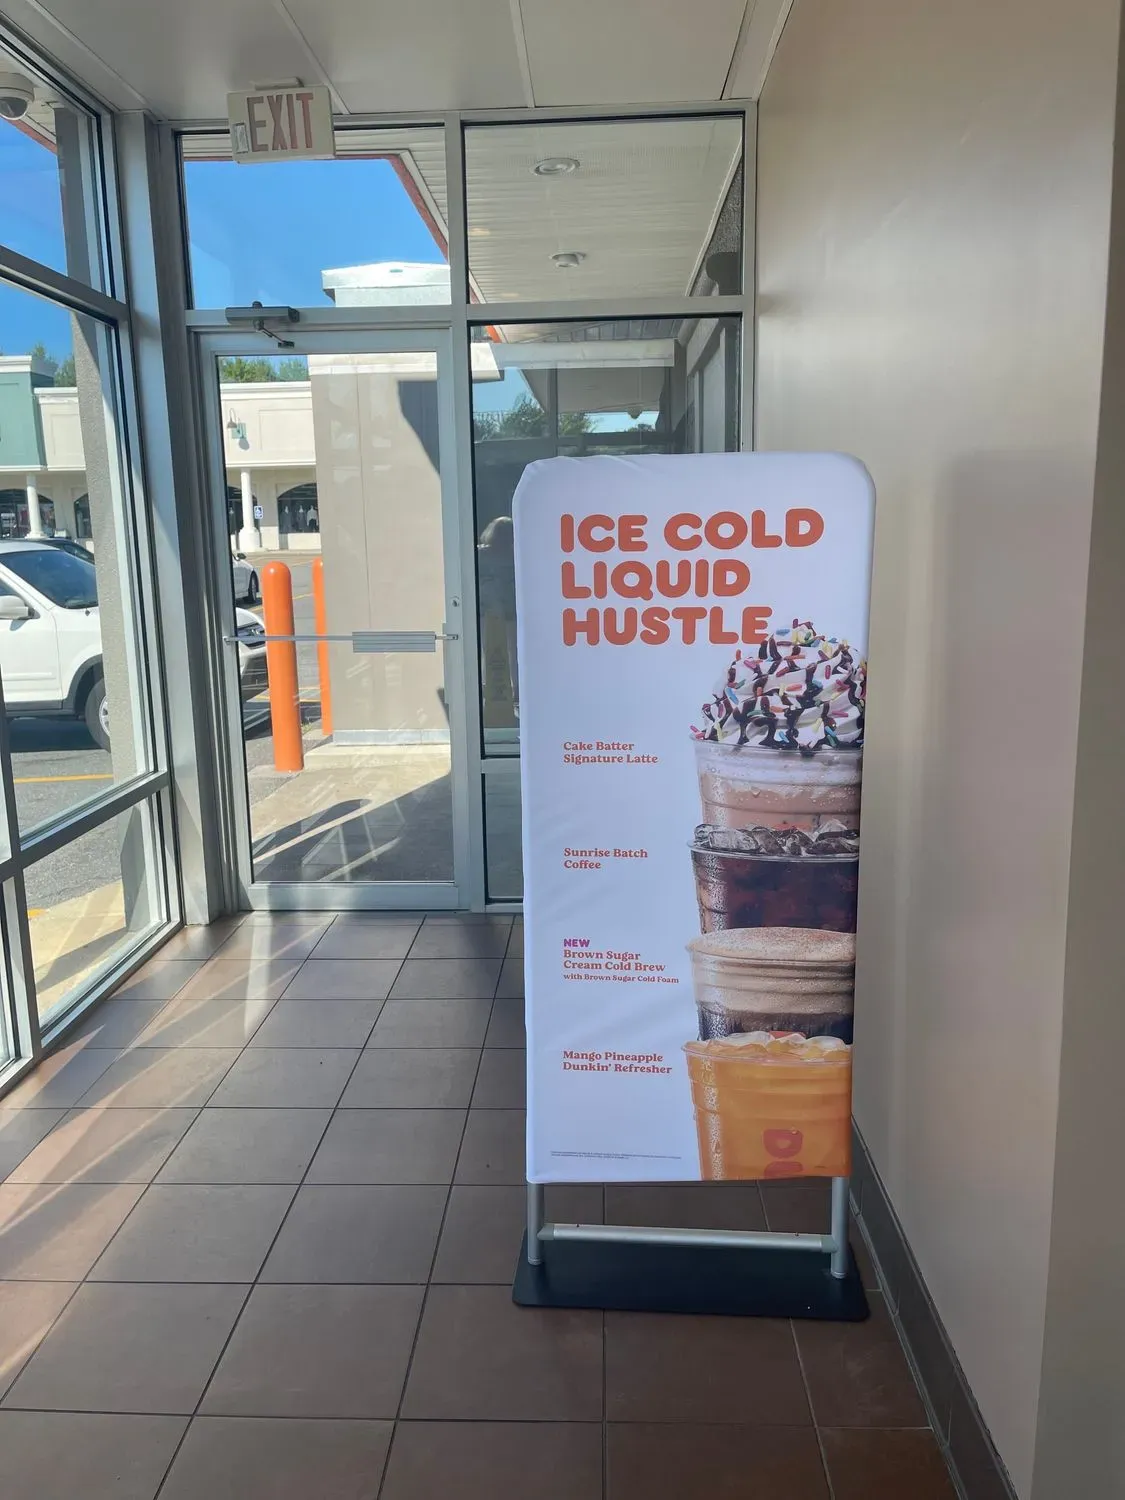 EXIT
ICE COLD
LIQUID
HUSTLE
Cake Batter
Signature Latte
Sunrise Batch
Coffee
NEW
Brown Sugar
Cream Cold Brew
with Brown Sugar Cold Foam
Mango Pineapple
Dunkin' Refresher